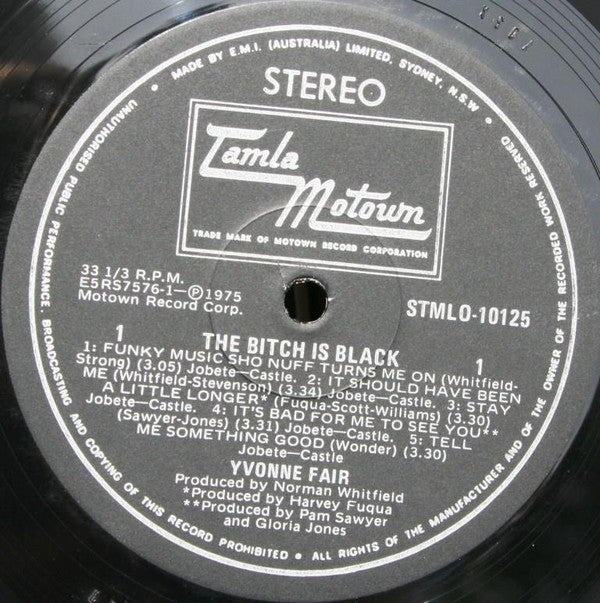 • MADE BY E.M.I. (AUSTRALIA) LIMITED, SYDNEY, N.S.W •
UNAUTHORISED PUBLIC PERFORMANCE, BROADCASTING AND COPYING OF THIS RECORD PROHIBITED • ALL RIGHTS OF THE MANUFACTURER AND OF THE OWNER OF THE RECORDED WORK RESERVED
STEREO
Tamla
Motown
TRADE MARK OF MOTOWN RECORD CORPORATION
33 1/3 R.P.M.
E5RS7576-1—Ⓟ1975
Motown Record Corp.
STMLO-10125
1 THE BITCH IS BLACK 1
1: FUNKY MUSIC SHO NUFF TURNS ME ON (Whitfield-
Strong) (3.05) Jobete—Castle. 2: IT SHOULD HAVE BEEN
ME (Whitfield-Stevenson) (3.34) Jobete—Castle. 3: STAY
A LITTLE LONGER* (Fuqua-Scott-Williams) (3.30)
Jobete—Castle. 4: IT'S BAD FOR ME TO SEE YOU**
(Sawyer-Jones) (3.31) Jobete—Castle. 5: TELL
ME SOMETHING GOOD (Wonder) (3.30)
Jobete—Castle
YVONNE FAIR
Produced by Norman Whitfield
*Produced by Harvey Fuqua
**Produced by Pam Sawyer
and Gloria Jones